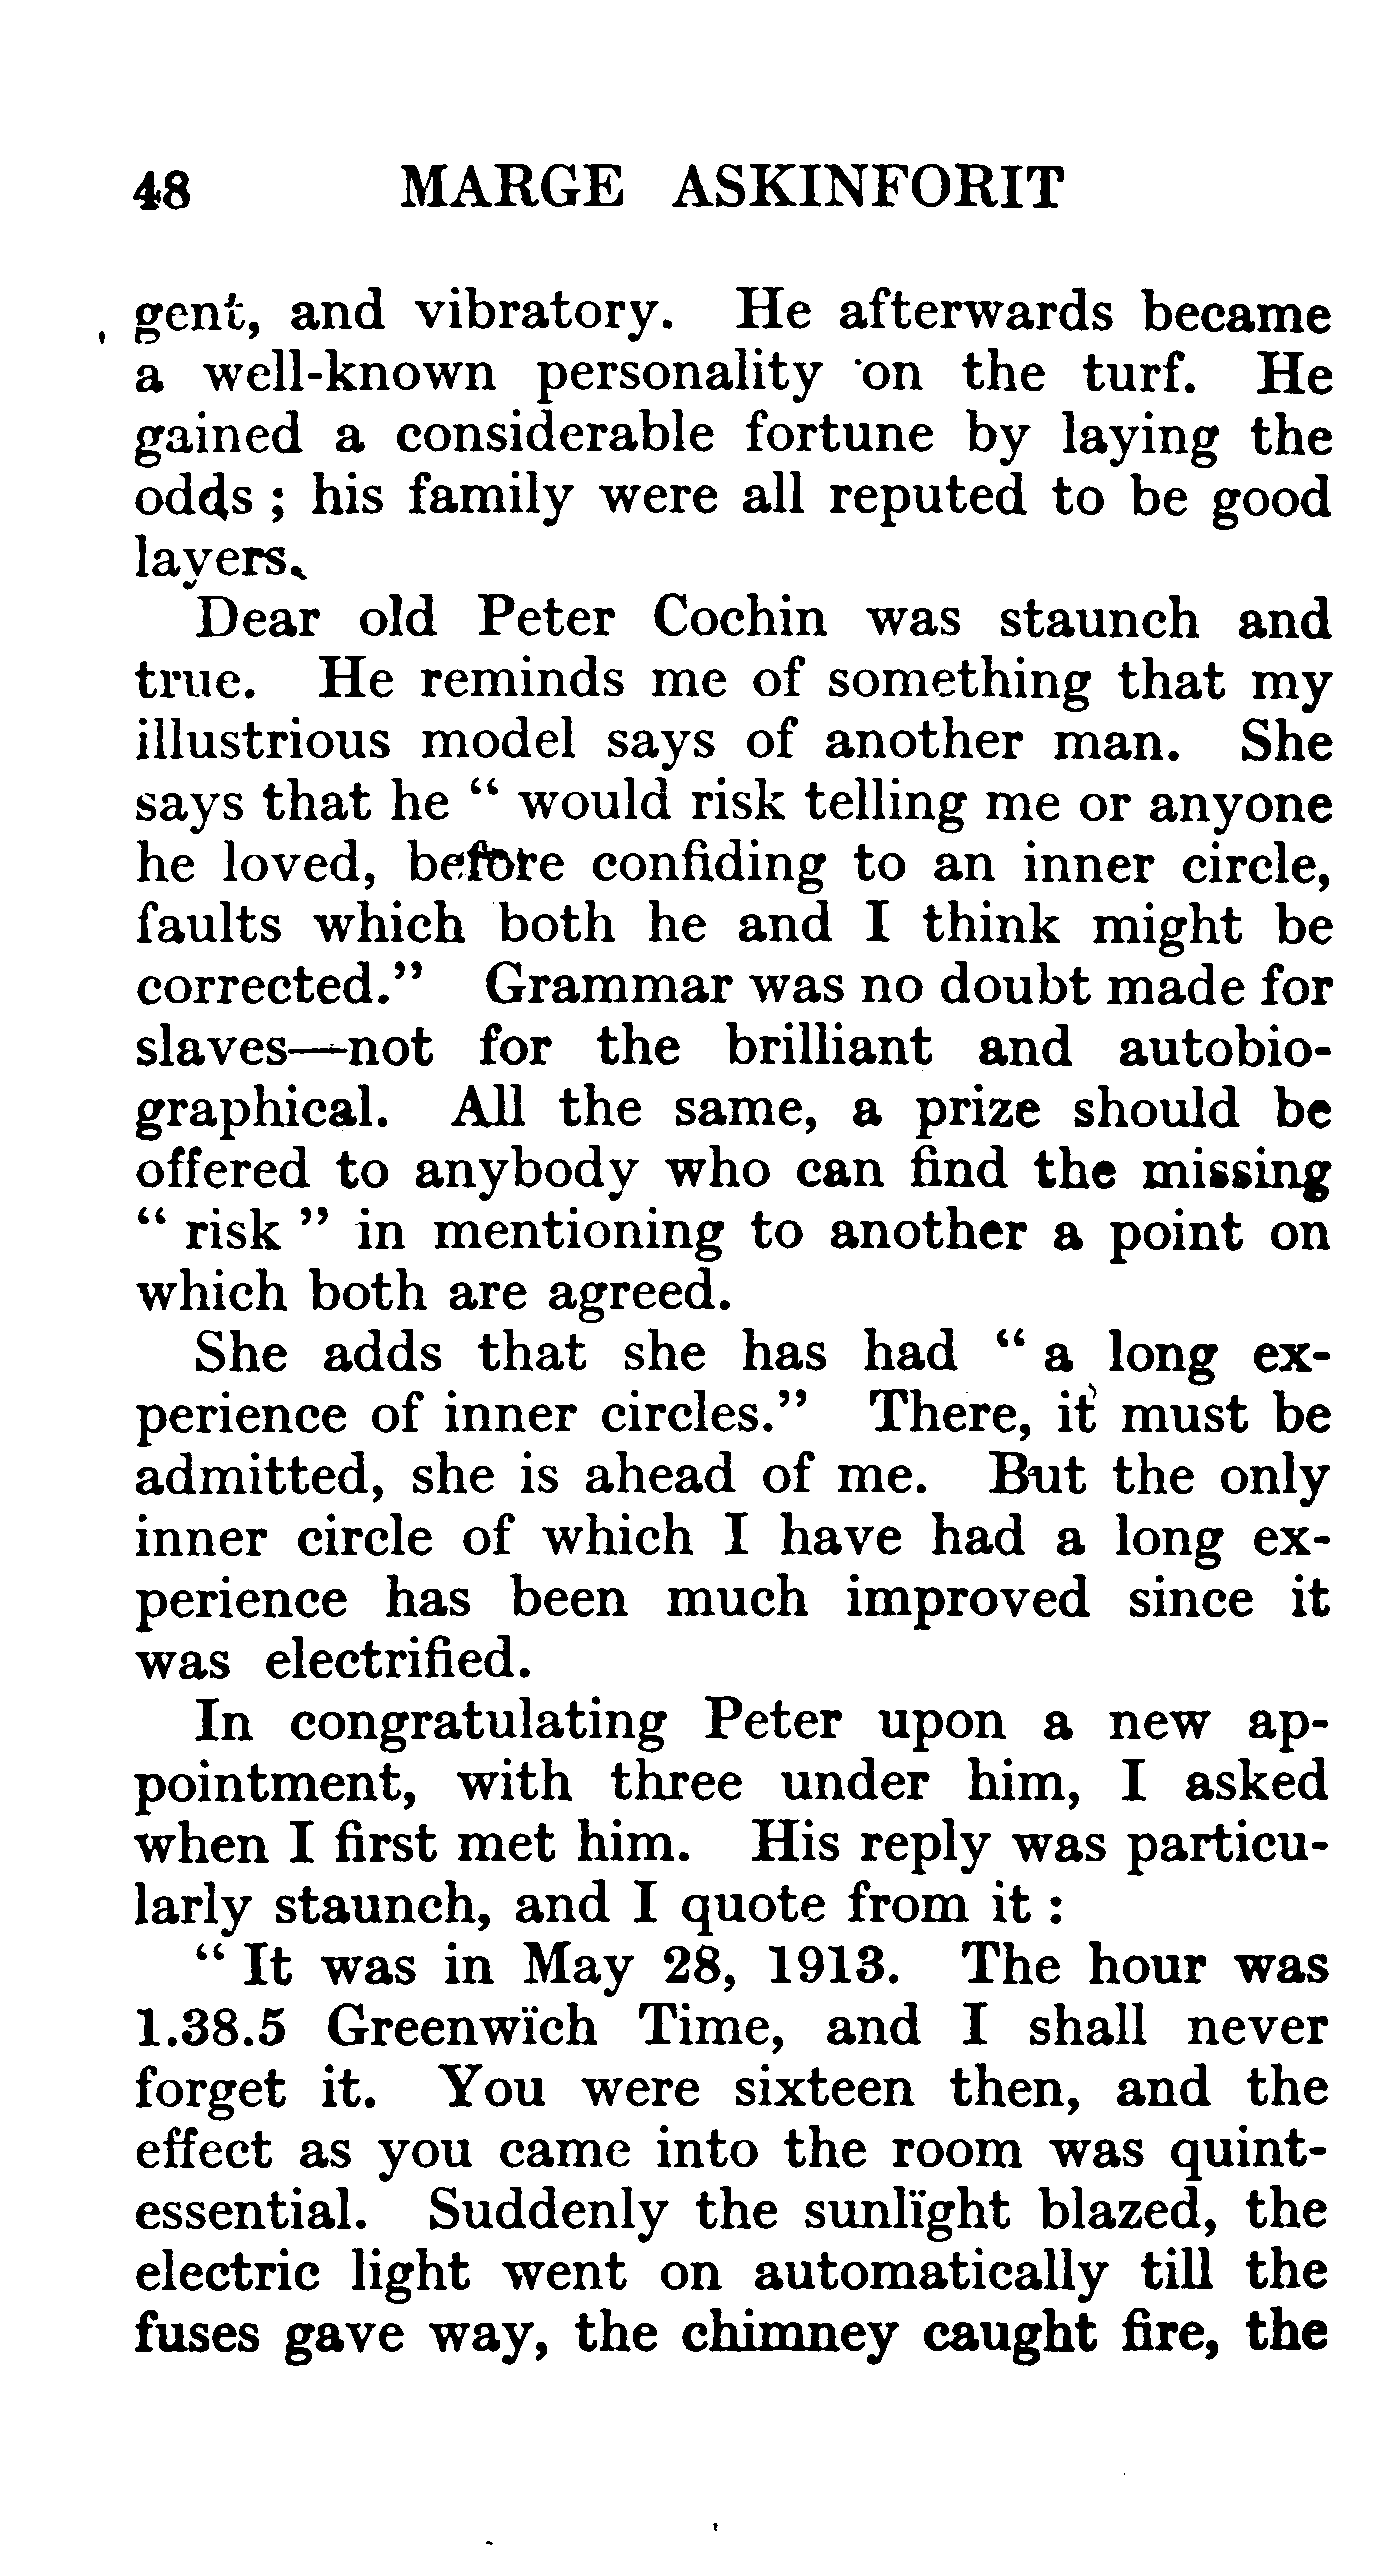 48 MARGE ASKINFORIT
gent, and vibratory. He afterwards became
a well-known personality on the turf. He
gained a considerable fortune by laying the
odds ; his family were all reputed to be good
layers.
Dear old Peter Cochin was staunch and
true. He reminds me of something that my
illustrious model says of another man. She
says that he “ would risk telling me or anyone
he loved, before confiding to an inner circle,
faults which both he and I think might be
corrected.” Grammar was no doubt made for
slaves—not for the brilliant and autobio-
graphical. All the same, a prize should be
offered to anybody who can find the missing
“ risk ” in mentioning to another a point on
which both are agreed.
She adds that she has had “ a long ex-
perience of inner circles.” There, it must be
admitted, she is ahead of me. But the only
inner circle of which I have had a long ex-
perience has been much improved since it
was electrified.
In congratulating Peter upon a new ap-
pointment, with three under him, I asked
when I first met him. His reply was particu-
larly staunch, and I quote from it :
“ It was in May 28, 1913. The hour was
1.38.5 Greenwich Time, and I shall never
forget it. You were sixteen then, and the
effect as you came into the room was quint-
essential. Suddenly the sunlight blazed, the
electric light went on automatically till the
fuses gave way, the chimney caught fire, the